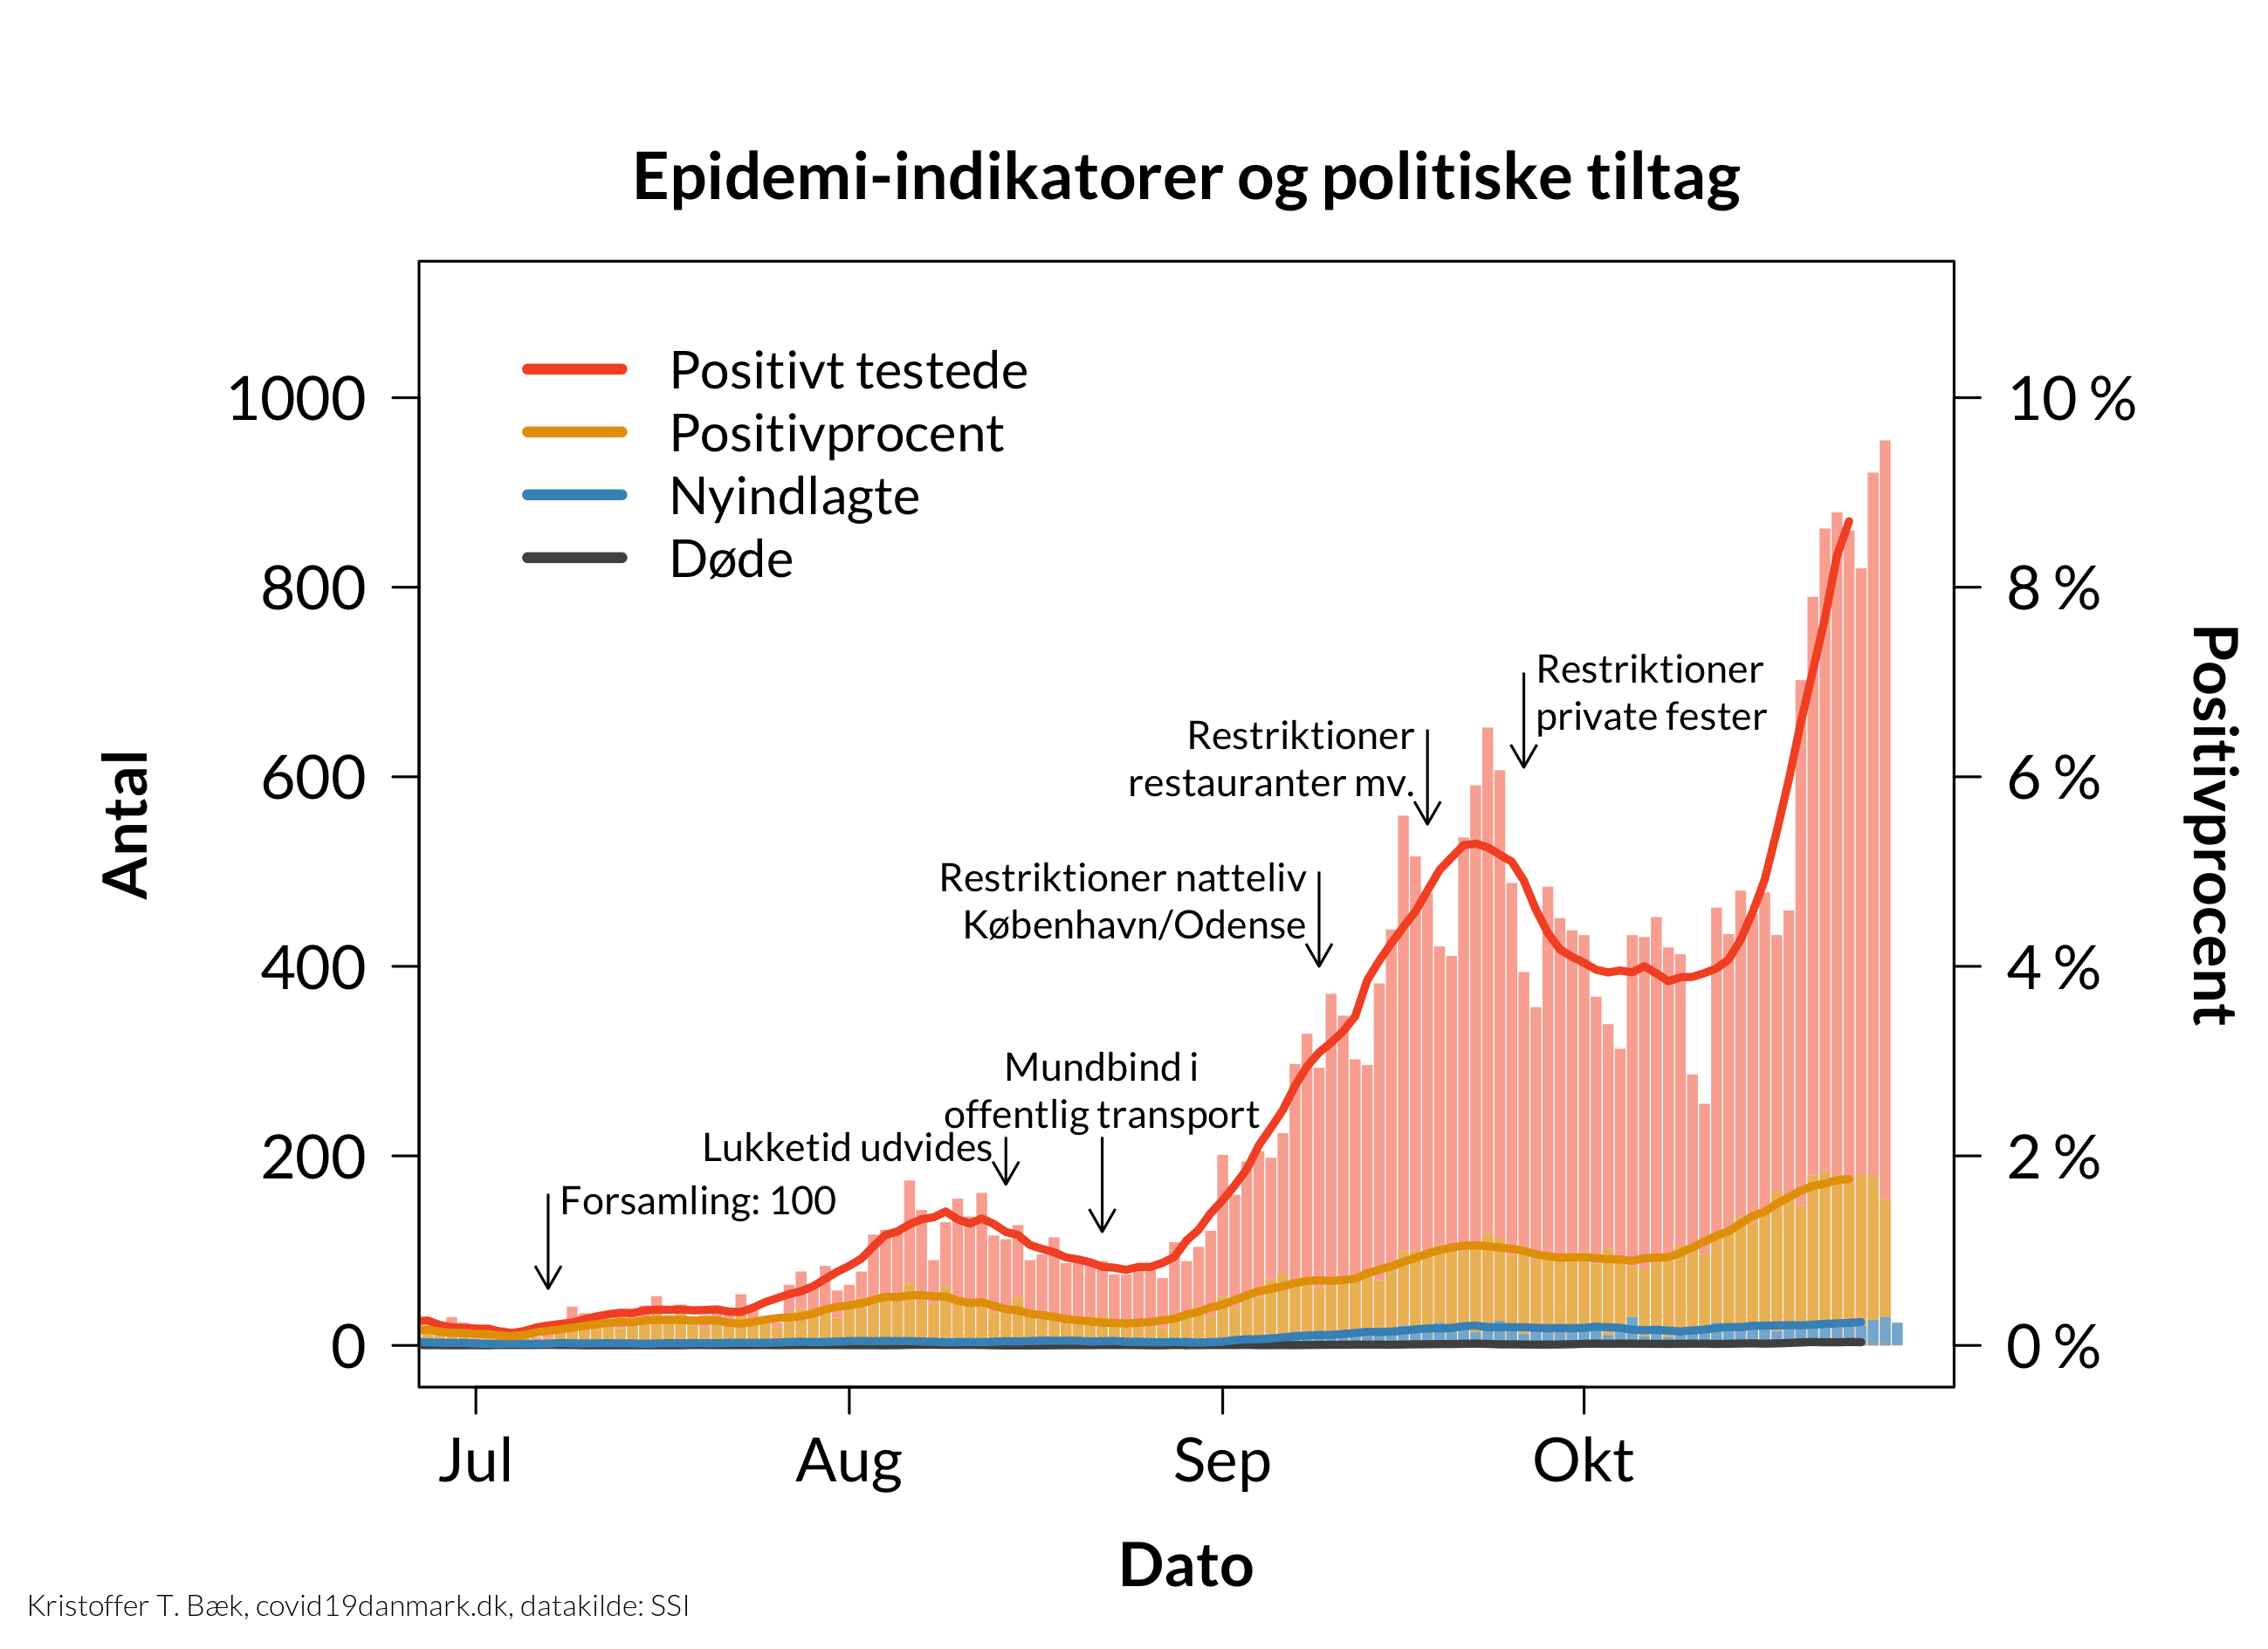 Epidemi-indikatorer og politiske tiltag
Positivt testede
Positivprocent
Nyindlagte
Døde
1000
800
600
400
200
0
Antal
10 %
8 %
6 %
4 %
2 %
0 %
Positivprocent
Restriktioner
private fester
Restriktioner
restauranter mv.
Restriktioner natteliv
København/Odense
Mundbind i
offentlig transport
Lukketid udvides
Forsamling: 100
Jul
Aug
Sep
Okt
Dato
Kristoffer T. Bæk, covid19danmark.dk, datakilde: SSI